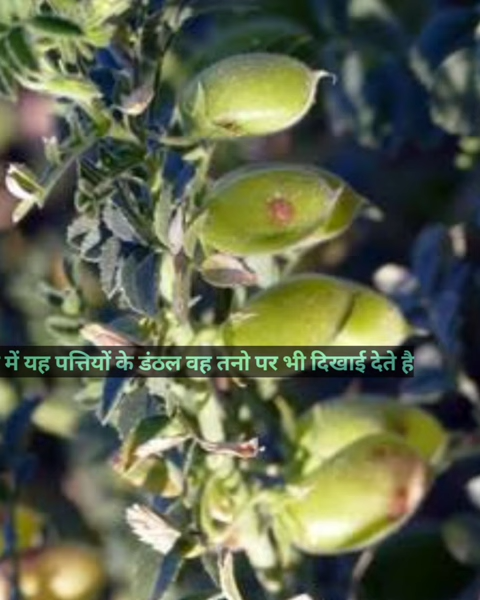 में यह पत्तियों के डंठल वह तनो पर भी दिखाई देते है